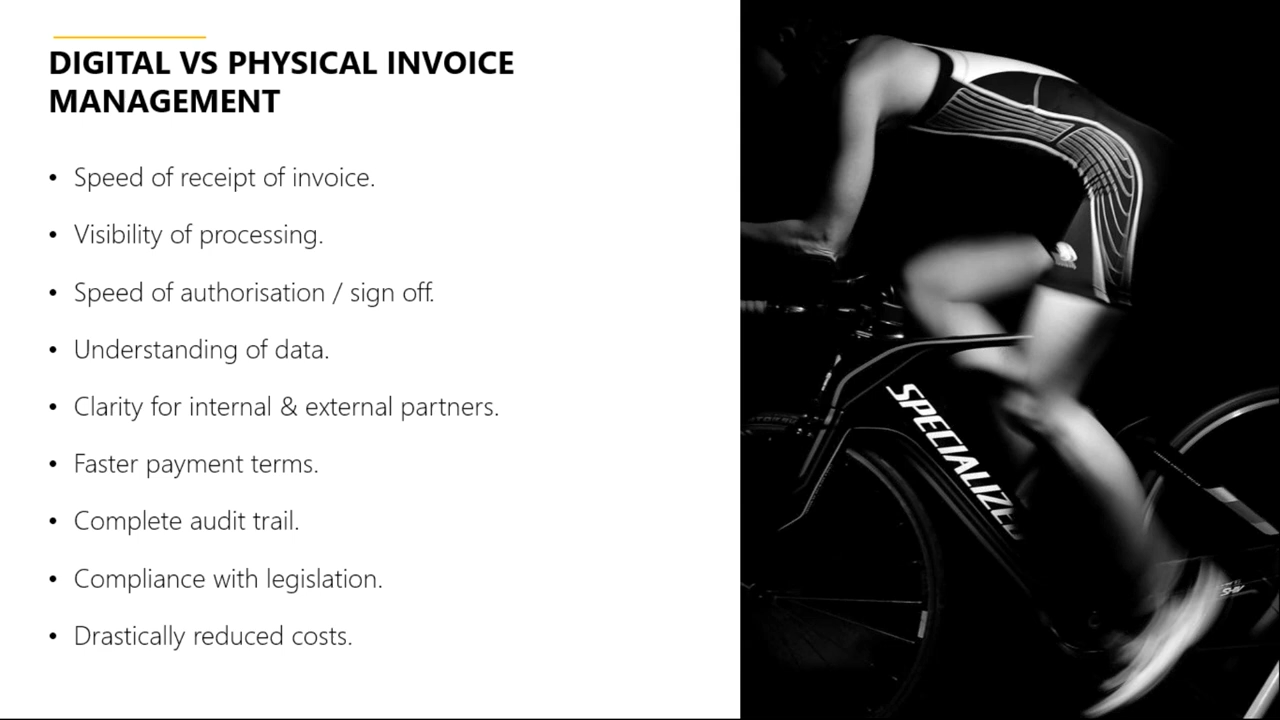 DIGITAL VS PHYSICAL INVOICE
MANAGEMENT
• Speed of receipt of invoice.
• Visibility of processing.
• Speed of authorisation / sign off.
• Understanding of data.
• Clarity for internal & external partners.
• Faster payment terms.
• Complete audit trail.
• Compliance with legislation.
• Drastically reduced costs.
SPECIALIZED